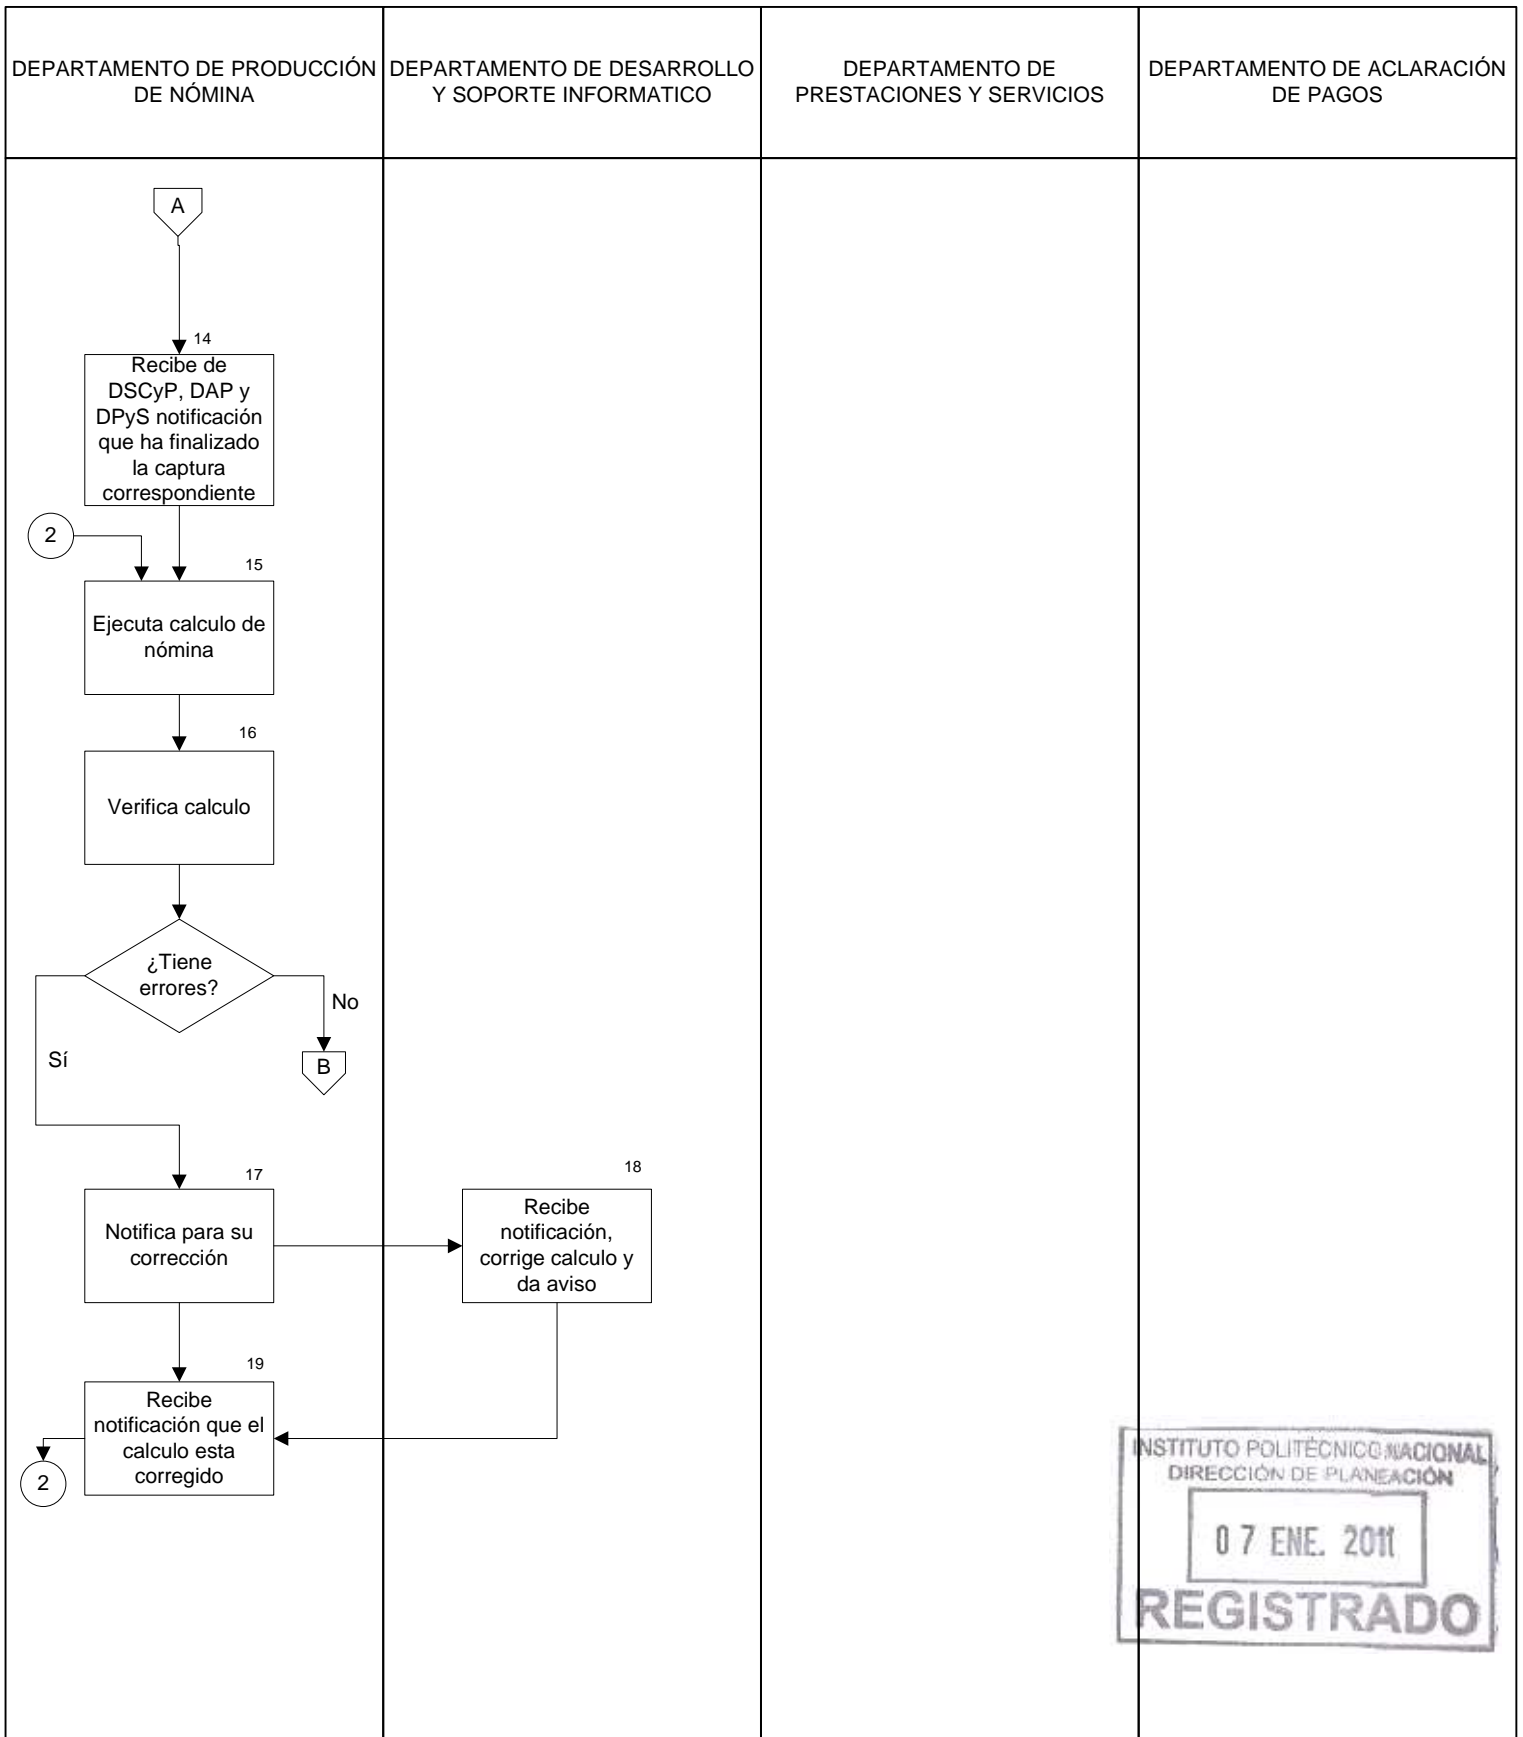 DEPARTAMENTO DE PRODUCCIÓN
DE NÓMINA
DEPARTAMENTO DE DESARROLLO
Y SOPORTE INFORMATICO
DEPARTAMENTO DE
PRESTACIONES Y SERVICIOS
DEPARTAMENTO DE ACLARACIÓN
DE PAGOS
A
14
Recibe de
DSCyP, DAP y
DPyS notificación
que ha finalizado
la captura
correspondiente
2
15
Ejecuta calculo de
nómina
16
Verifica calculo
¿Tiene
errores?
No
Sí
B
17
Notifica para su
corrección
18
Recibe
notificación,
corrige calculo y
da aviso
19
Recibe
notificación que el
calculo esta
corregido
2
INSTITUTO POLITÉCNICO NACIONAL
DIRECCIÓN DE PLANEACIÓN
07 ENE. 2011
REGISTRADO